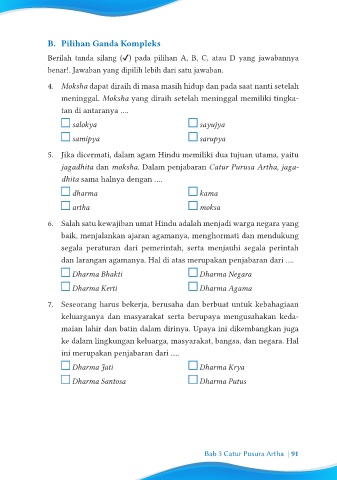 B. Pilihan Ganda Kompleks
Berilah tanda silang (✓) pada pilihan A, B, C, atau D yang jawabannya
benar!. Jawaban yang dipilih lebih dari satu jawaban.
4. Moksha dapat diraih di masa masih hidup dan pada saat nanti setelah
meninggal. Moksha yang diraih setelah meninggal memiliki tingka-
tan di antaranya ....
salokya
sayujya
samipya
sarupya
5. Jika dicermati, dalam agam Hindu memiliki dua tujuan utama, yaitu
jagadhita dan moksha. Dalam penjabaran Catur Purusa Artha, jaga-
dhita sama halnya dengan ....
dharma
kama
artha
moksa
6. Salah satu kewajiban umat Hindu adalah menjadi warga negara yang
baik, menjalankan ajaran agamanya, menghormati dan mendukung
segala peraturan dari pemerintah, serta menjauhi segala perintah
dan larangan agamanya. Hal di atas merupakan penjabaran dari ....
Dharma Bhakti
Dharma Negara
Dharma Kerti
Dharma Agama
7. Seseorang harus bekerja, berusaha dan berbuat untuk kebahagiaan
keluarganya dan masyarakat serta berupaya mengusahakan keda-
maian lahir dan batin dalam dirinya. Upaya ini dikembangkan juga
ke dalam lingkungan keluarga, masyarakat, bangsa, dan negara. Hal
ini merupakan penjabaran dari ....
Dharma Jati
Dharma Krya
Dharma Santosa
Dharma Putus
Bab 3 Catur Pusura Artha | 91